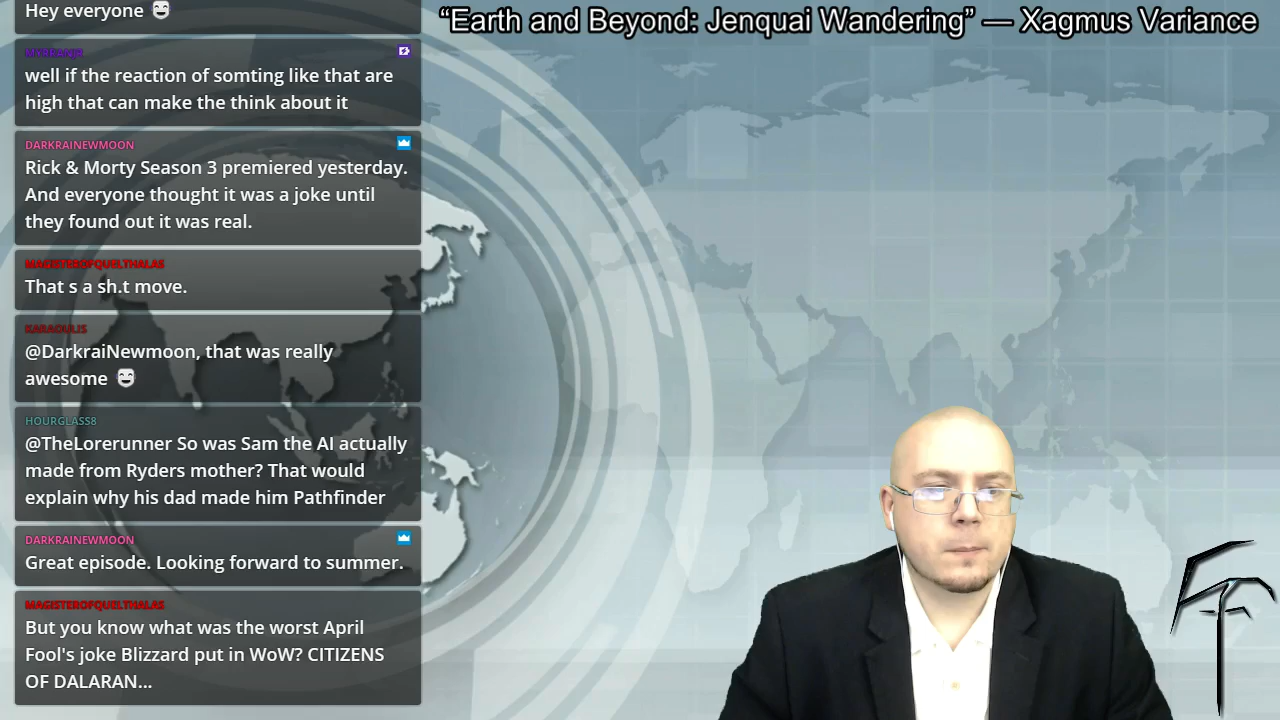 “Earth and Beyond: Jenquai Wandering” — Xagmus Variance
Hey everyone
well if the reaction of somting like that are
high that can make the think about it
DARKRAINEWMOON
Rick & Morty Season 3 premiered yesterday.
And everyone thought it was a joke until
they found out it was real.
MAGISTEROFQUELTHALAS
That s a sh.t move.
KARAOULIS
@DarkraiNewmoon, that was really
awesome
HOURGLASS8
@TheLorerunner So was Sam the AI actually
made from Ryders mother? That would
explain why his dad made him Pathfinder
DARKRAINEWMOON
Great episode. Looking forward to summer.
MAGISTEROFQUELTHALAS
But you know what was the worst April
Fool's joke Blizzard put in WoW? CITIZENS
OF DALARAN...